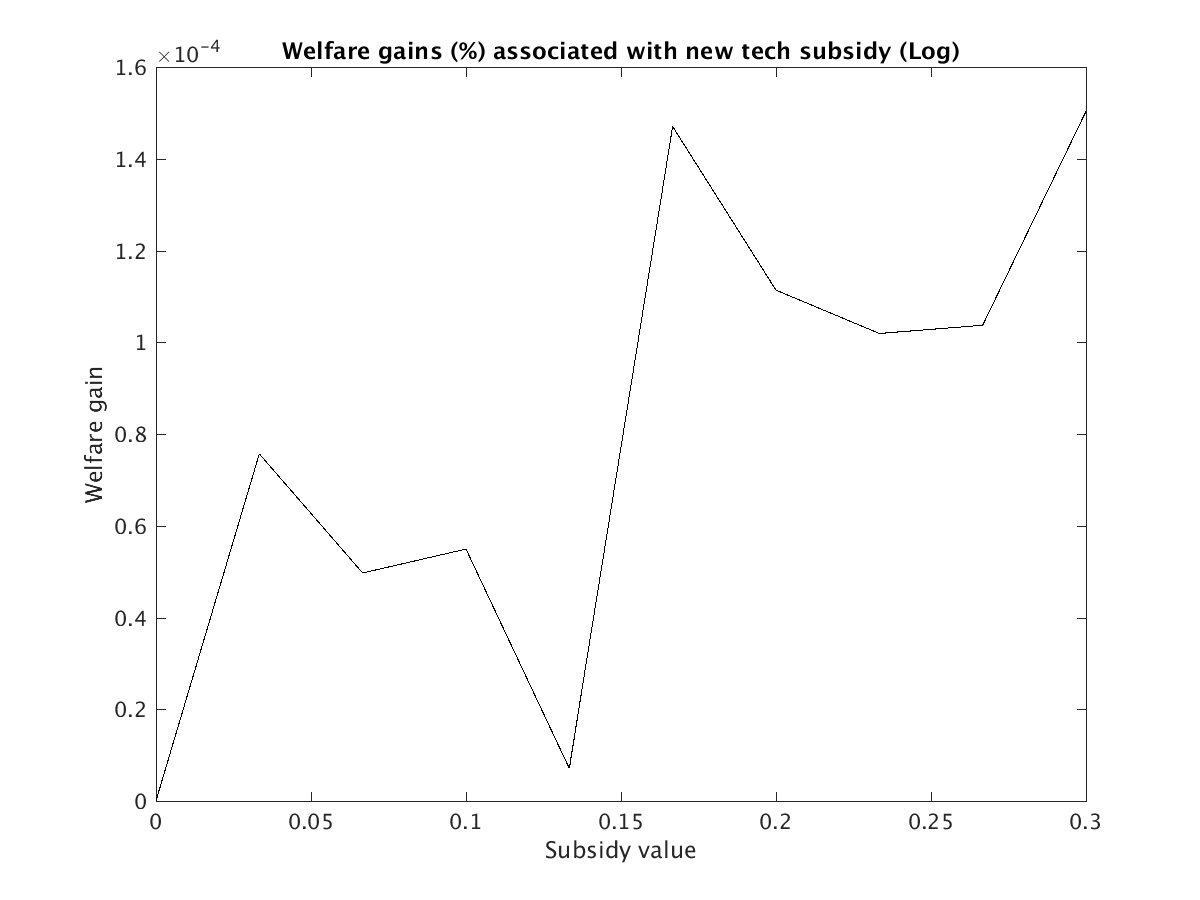 ×10⁻⁴
Welfare gains (%) associated with new tech subsidy (Log)
1.6
1.4
1.2
1
0.8
0.6
0.4
0.2
0
Welfare gain
0 0.05 0.1 0.15 0.2 0.25 0.3
Subsidy value